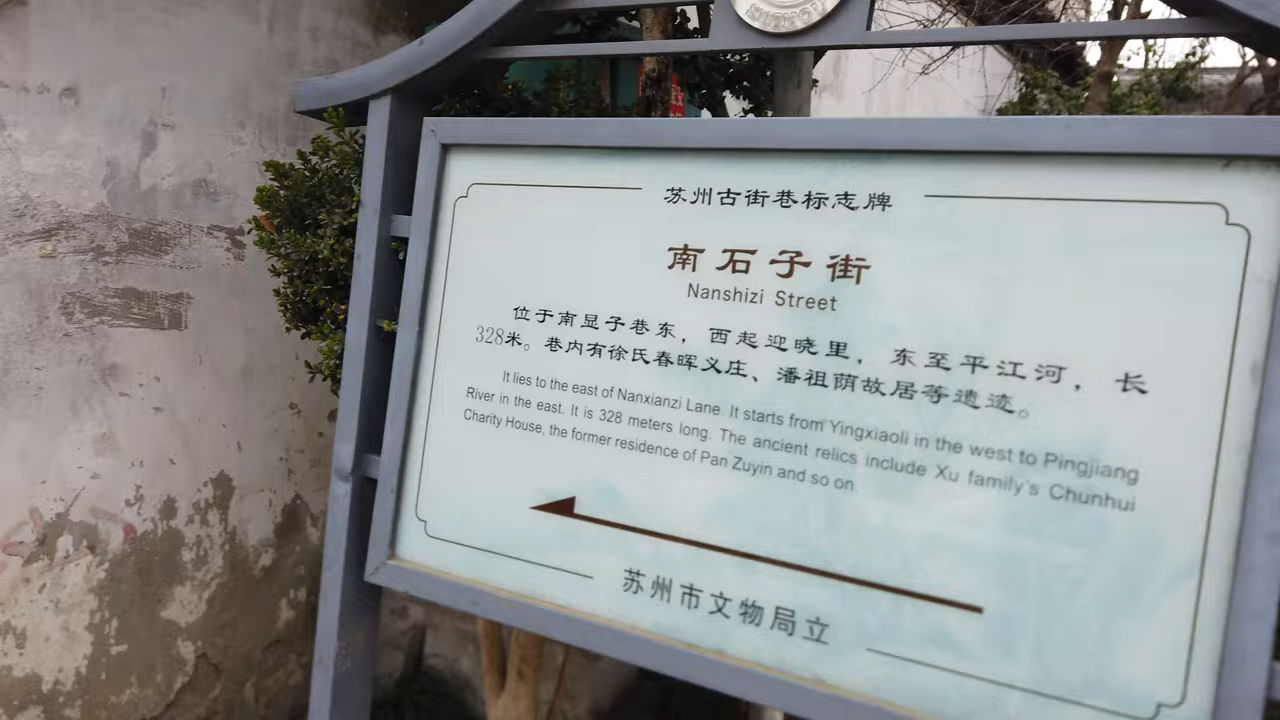 苏州古街巷标志牌
南石子街
Nanshizi Street
位于南显子巷东，西起迎晓里，东至平江河，长
328米。巷内有徐氏春晖义庄、潘祖荫故居等遗迹。
It lies to the east of Nanxianzi Lane. It starts from Yingxiaoli in the west to Pingjiang
River in the east. It is 328 meters long. The ancient relics include Xu family's Chunhui
Charity House, the former residence of Pan Zuyin and so on.
苏州市文物局立